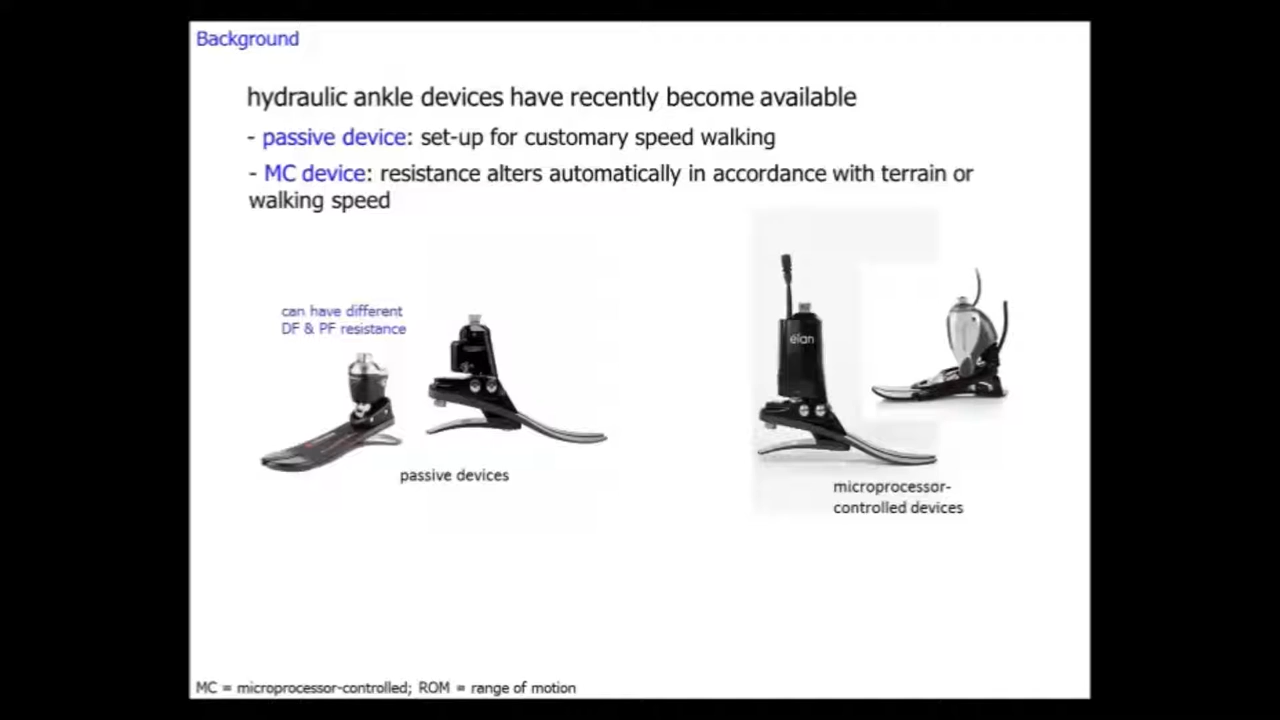 Background
hydraulic ankle devices have recently become available
- passive device: set-up for customary speed walking
- MC device: resistance alters automatically in accordance with terrain or
walking speed
can have different
DF & PF resistance
elan
passive devices
microprocessor-
controlled devices
MC = microprocessor-controlled; ROM = range of motion